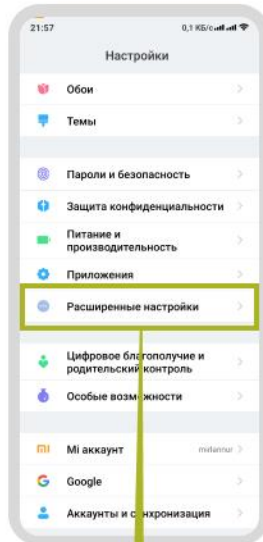 21:57 0,1 КБ/с
Настройки
Обои
Темы
Пароли и безопасность
Защита конфиденциальности
Питание и
производительность
Приложения
Расширенные настройки
Цифровое благополучие и
родительский контроль
Особые возможности
Mi аккаунт
Google
Аккаунты и синхронизация